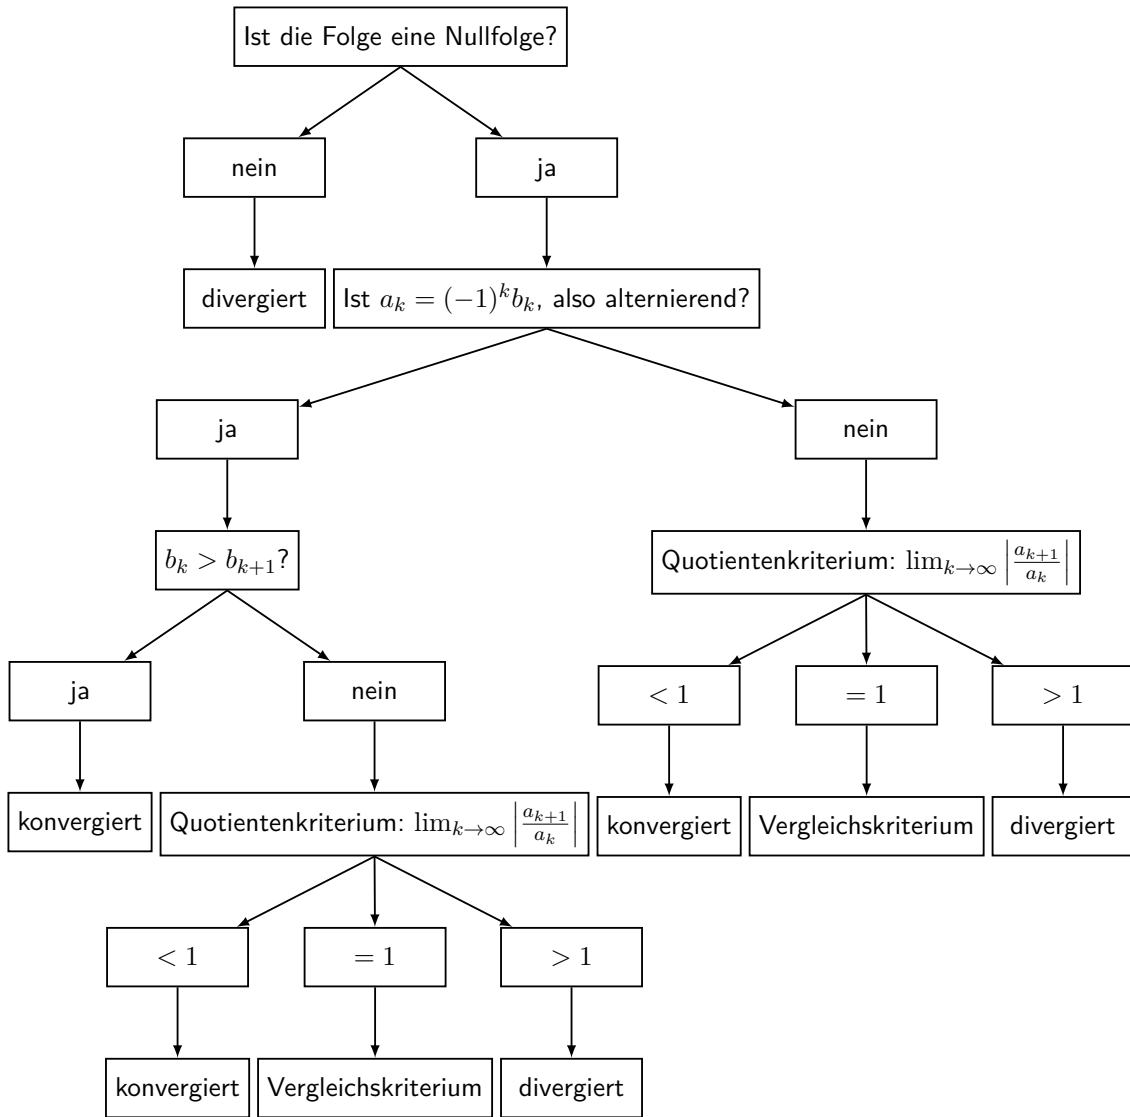 Ist die Folge eine Nullfolge?
nein
ja
divergiert
Ist $a_k = (-1)^k b_k$, also alternierend?
ja
nein
$b_k > b_{k+1}$?
Quotientenkriterium: $\lim_{k\to\infty} \left|\frac{a_{k+1}}{a_k}\right|$
ja
nein
< 1
= 1
> 1
konvergiert
Quotientenkriterium: $\lim_{k\to\infty} \left|\frac{a_{k+1}}{a_k}\right|$
konvergiert
Vergleichskriterium
divergiert
< 1
= 1
> 1
konvergiert
Vergleichskriterium
divergiert